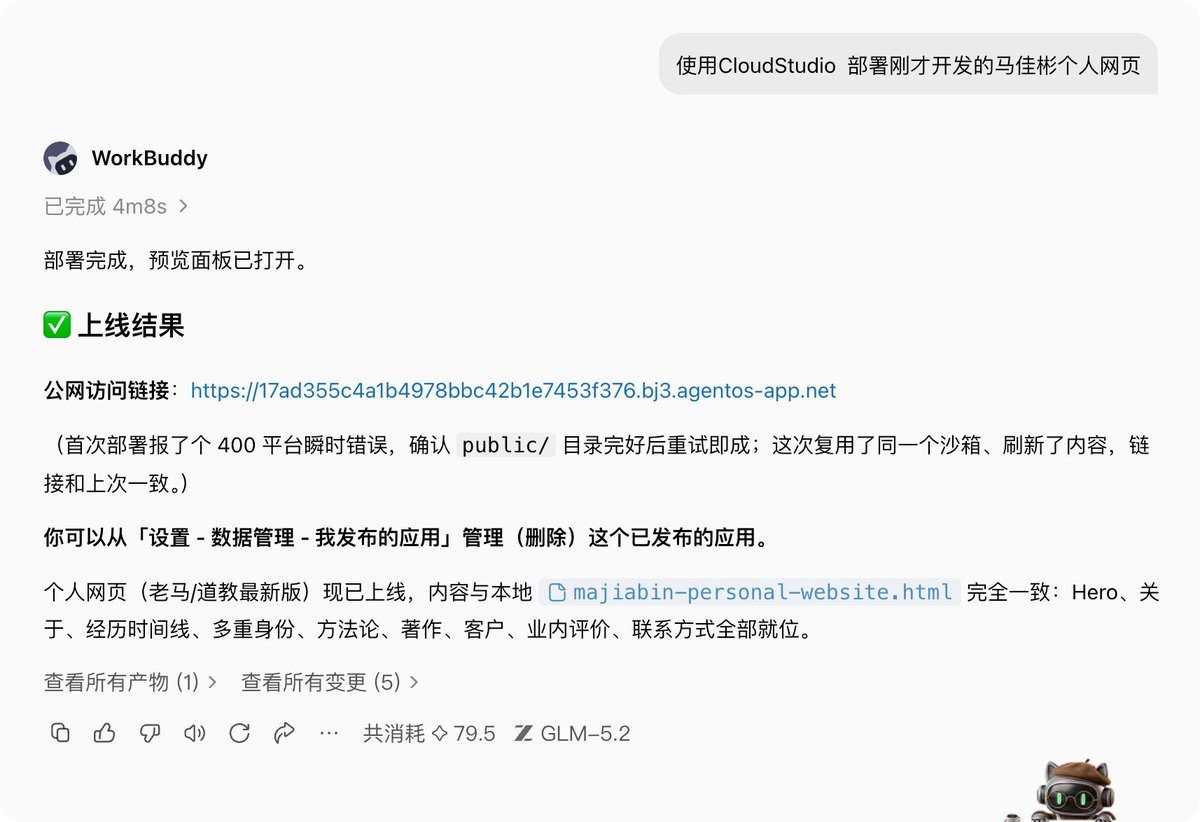 使用CloudStudio 部署刚才开发的马佳彬个人网页
WorkBuddy
已完成 4m8s >
部署完成，预览面板已打开。
✅ 上线结果
公网访问链接：https://17ad355c4a1b4978bbc42b1e7453f376.bj3.agentos-app.net
（首次部署报了个 400 平台瞬时错误，确认 public/ 目录完好后重试即成；这次复用了同一个沙箱、刷新了内容，链
接和上次一致。）
你可以从「设置 - 数据管理 - 我发布的应用」管理（删除）这个已发布的应用。
个人网页（老马/道教最新版）现已上线，内容与本地 majiabin-personal-website.html 完全一致：Hero、关
于、经历时间线、多重身份、方法论、著作、客户、业内评价、联系方式全部就位。
查看所有产物 (1) > 查看所有变更 (5) >
共消耗 79.5 GLM-5.2